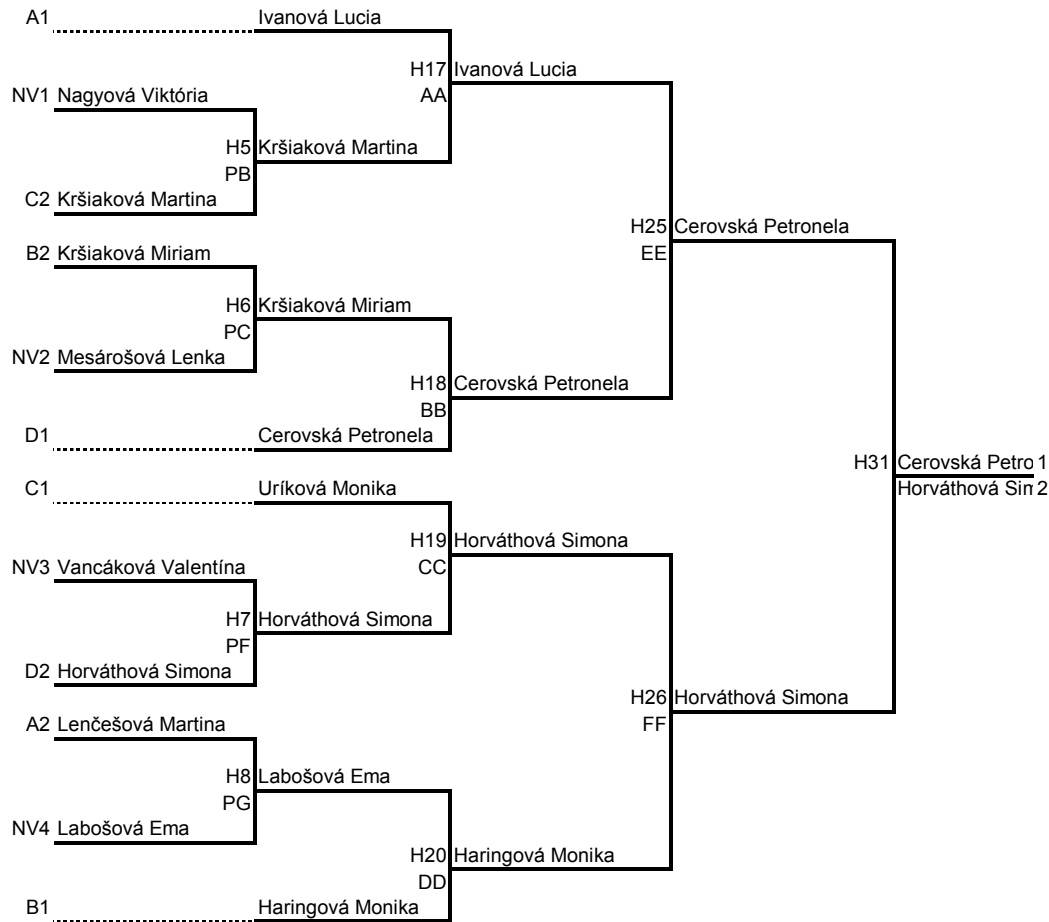 A1 Ivanová Lucia
H17 Ivanová Lucia
AA
NV1 Nagyová Viktória
H5 Kršiaková Martina
PB
C2 Kršiaková Martina
H25 Cerovská Petronela
EE
B2 Kršiaková Miriam
H6 Kršiaková Miriam
PC
NV2 Mesárošová Lenka
H18 Cerovská Petronela
BB
D1 Cerovská Petronela
H31 Cerovská Petro 1
Horváthová Sim 2
C1 Uríková Monika
H19 Horváthová Simona
CC
NV3 Vancáková Valentína
H7 Horváthová Simona
PF
D2 Horváthová Simona
H26 Horváthová Simona
FF
A2 Lenčešová Martina
H8 Labošová Ema
PG
NV4 Labošová Ema
H20 Haringová Monika
DD
B1 Haringová Monika